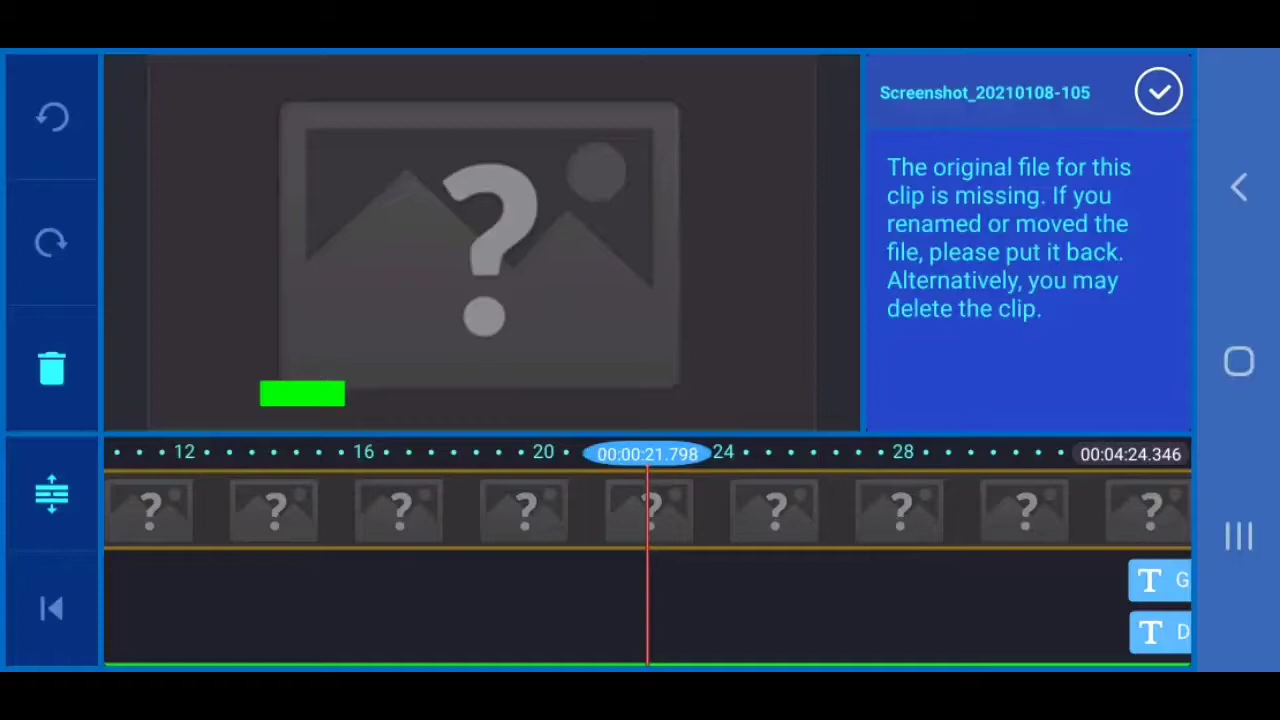 Screenshot_20210108-105
The original file for this
clip is missing. If you
renamed or moved the
file, please put it back.
Alternatively, you may
delete the clip.
12 16 20 00:00:21.798 24 28 00:04:24.346
? ? ? ? ? ? ? ? ?
T G
T D